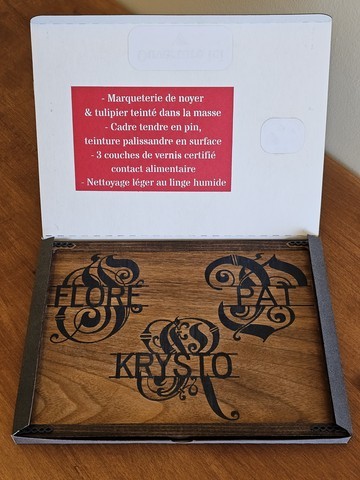 - Marqueterie de noyer
& tulipier teinté dans la masse
- Cadre tendre en pin,
teinture palissandre en surface
- 3 couches de vernis certifié
contact alimentaire
- Nettoyage léger au linge humide
FLORE
PAT
KRYSTO